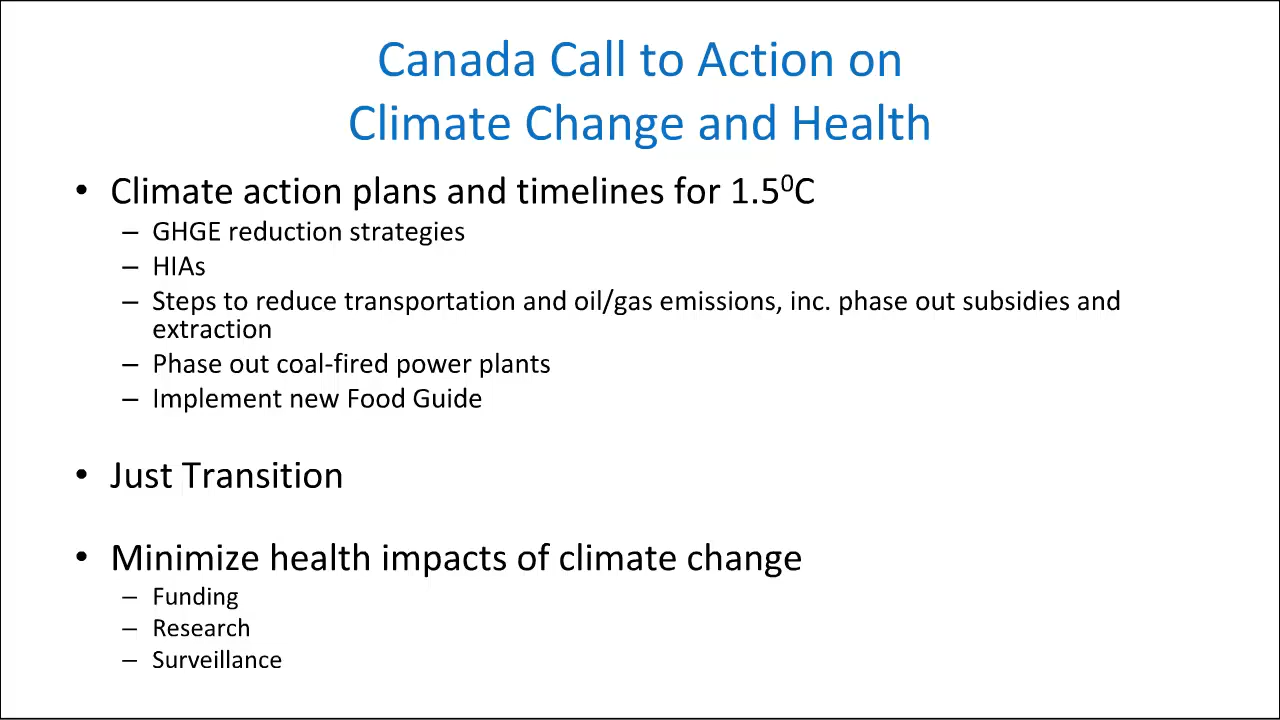 Canada Call to Action on
Climate Change and Health
• Climate action plans and timelines for 1.5⁰C
– GHGE reduction strategies
– HIAs
– Steps to reduce transportation and oil/gas emissions, inc. phase out subsidies and
extraction
– Phase out coal-fired power plants
– Implement new Food Guide
• Just Transition
• Minimize health impacts of climate change
– Funding
– Research
– Surveillance